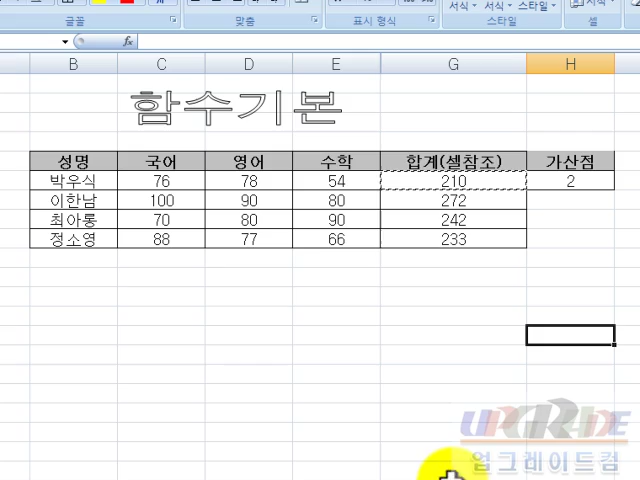 서식 서식 스타일
글꼴 맞춤 표시 형식 스타일 셀
fx
B C D E G H
함수기본
성명 국어 영어 수학 합계(셀참조) 가산점
박우식 76 78 54 210 2
이한남 100 90 80 272
최아롱 70 80 90 242
정소영 88 77 66 233
UPGRADE
업그레이드컴